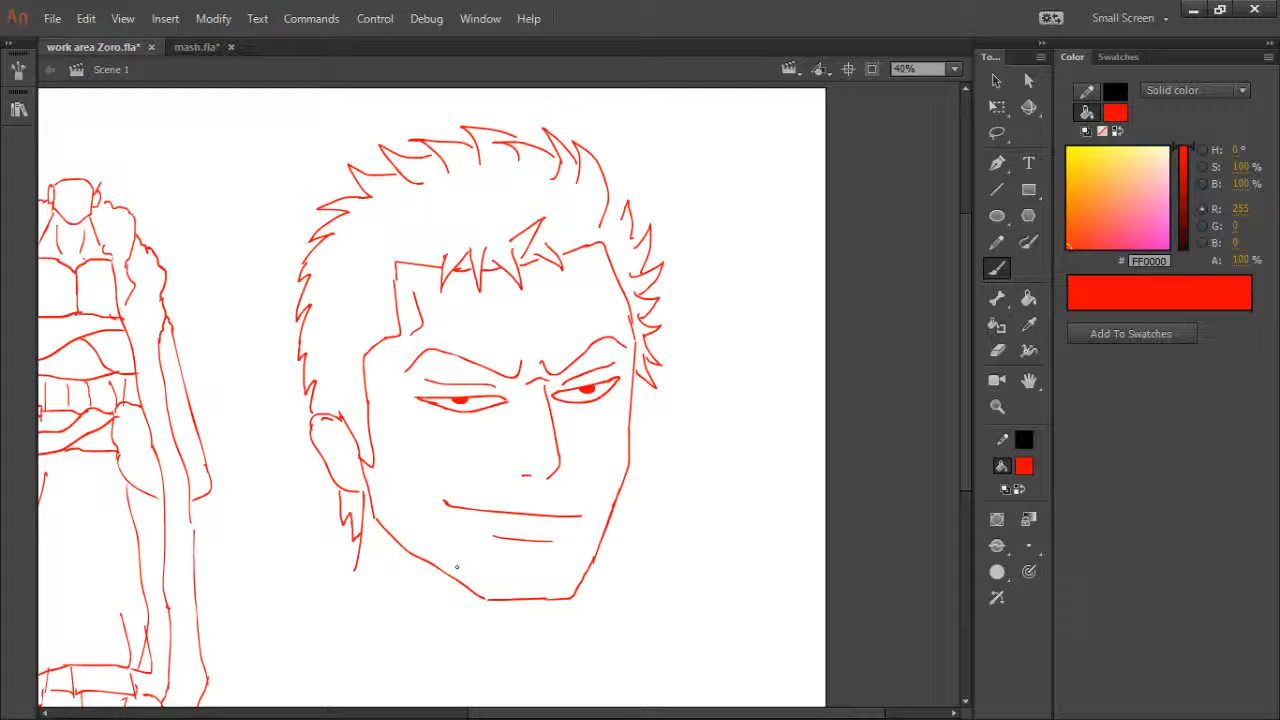 An File Edit View Insert Modify Text Commands Control Debug Window Help Small Screen
work area Zoro.fla* × mash.fla* ×
Scene 1 40%
To...
Color Swatches
Solid color
H: 0 °
S: 100 %
B: 100 %
R: 255
G: 0
B: 0
# FF0000 A: 100 %
Add To Swatches